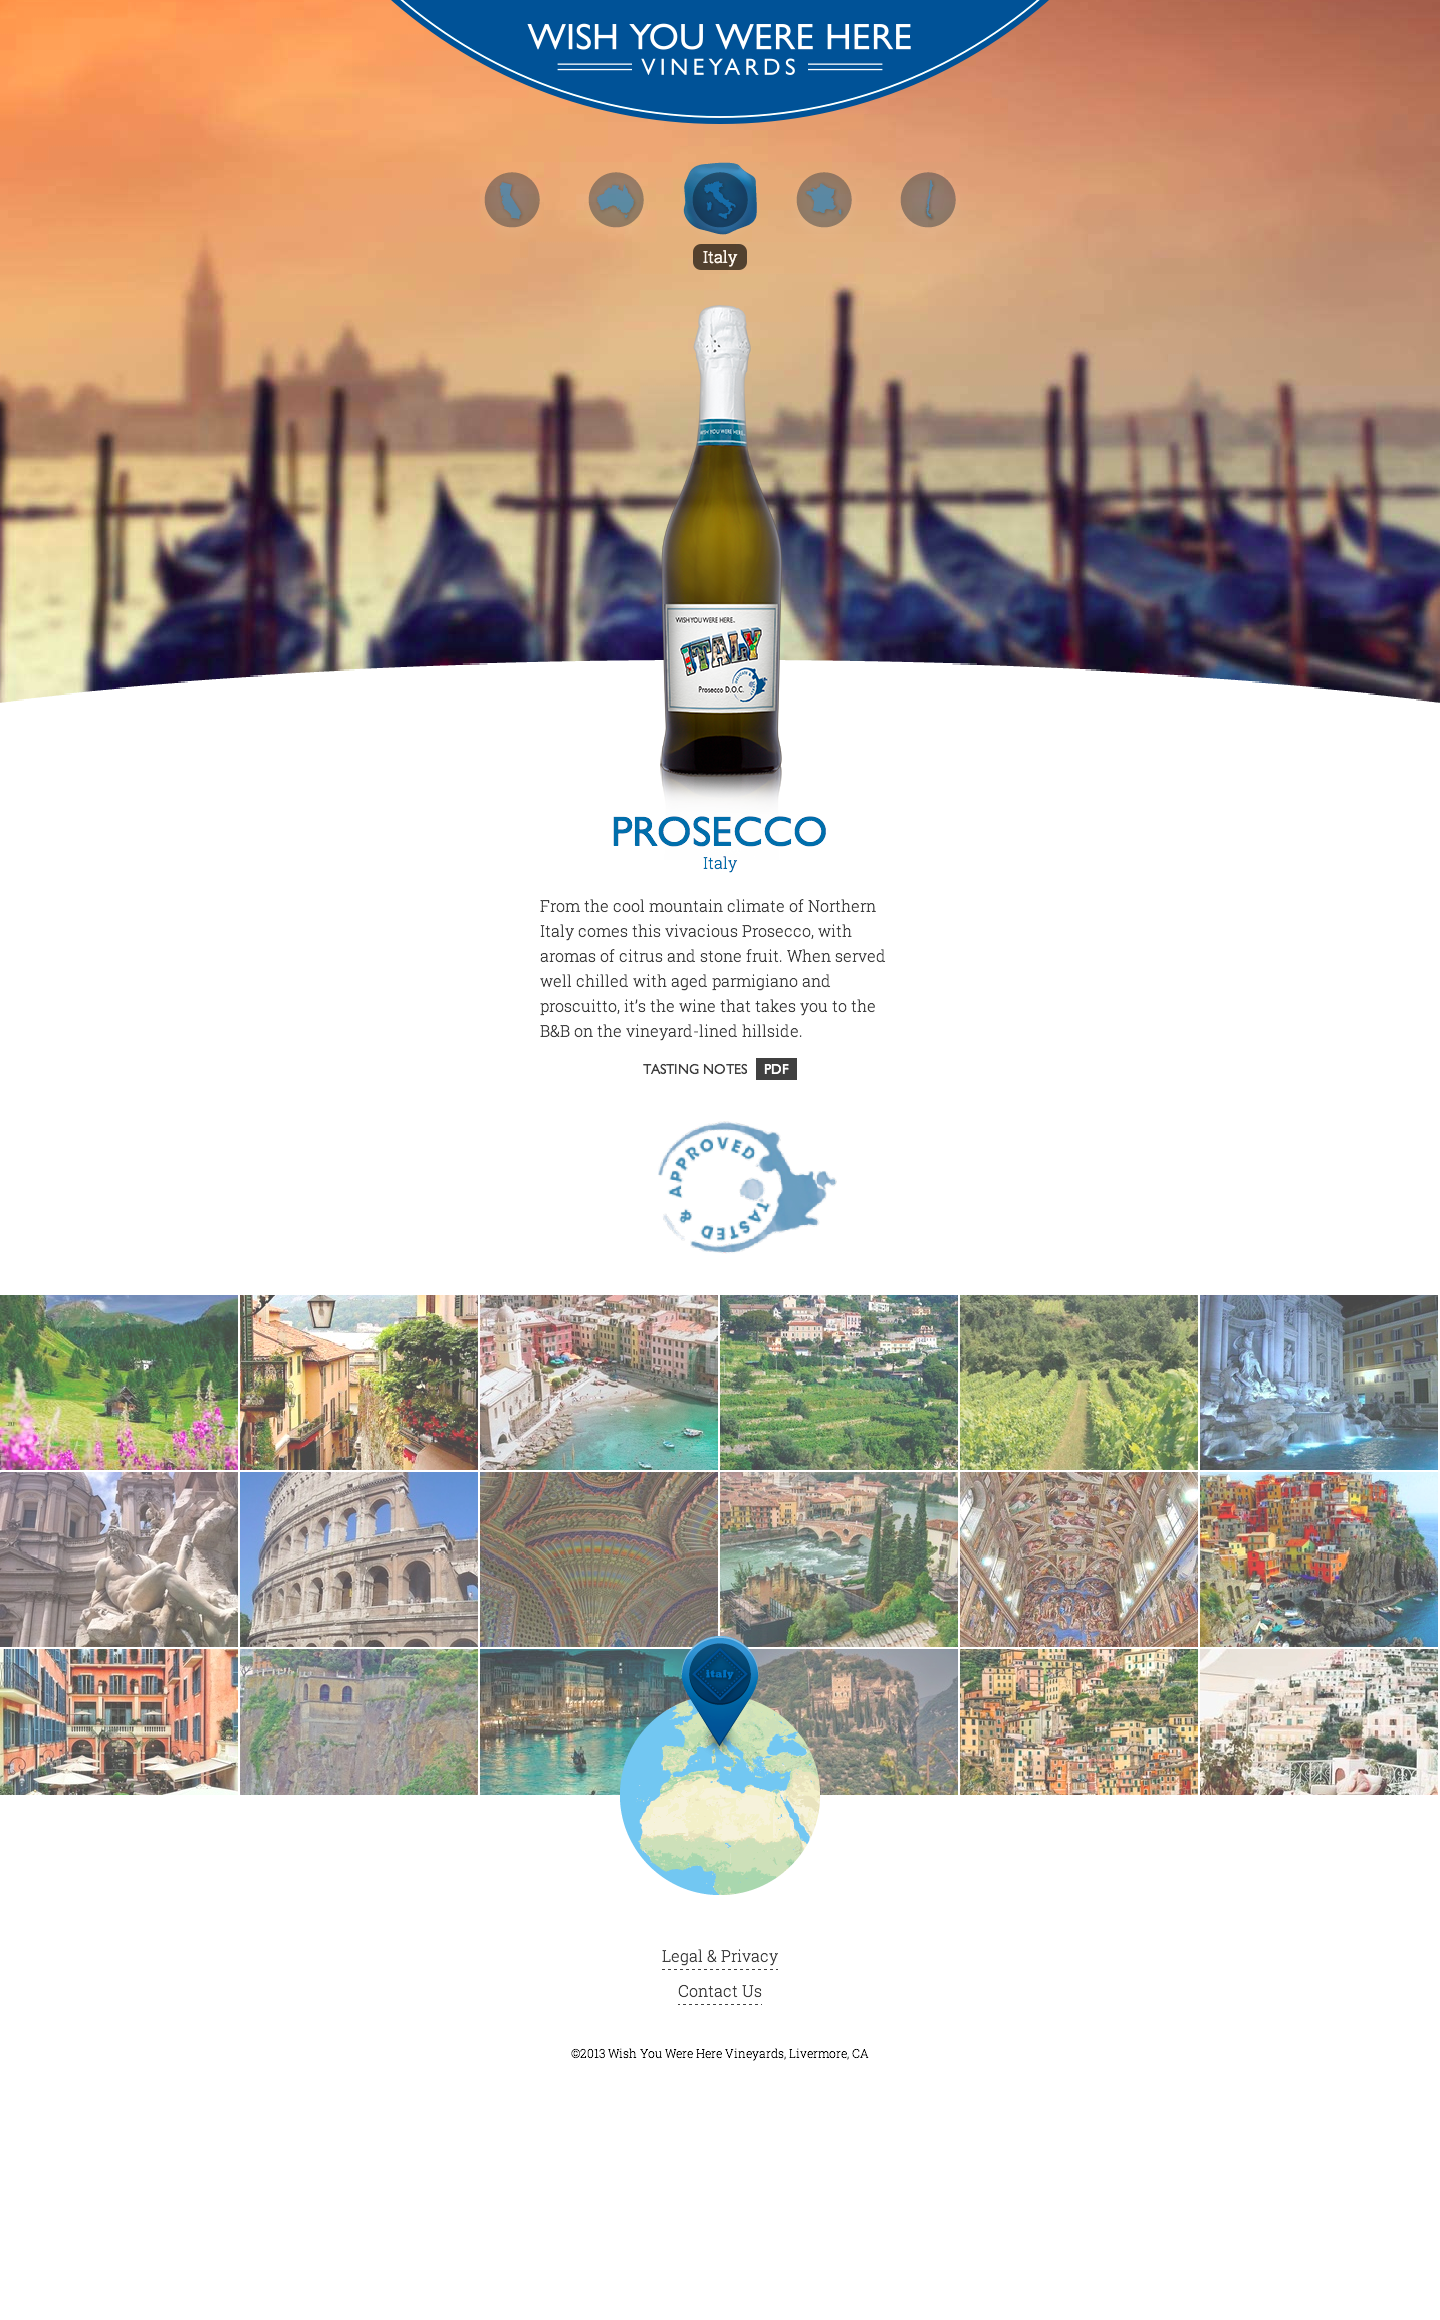 WISH YOU WERE HERE
VINEYARDS
Italy
WISH YOU WERE HERE..
WISH YOU WERE HERE..
ITALY
Prosecco D.O.C.
PROSECCO
Italy
From the cool mountain climate of Northern
Italy comes this vivacious Prosecco, with
aromas of citrus and stone fruit. When served
well chilled with aged parmigiano and
proscuitto, it’s the wine that takes you to the
B&B on the vineyard-lined hillside.
TASTING NOTES PDF
APPROVED
TASTED &
italy
Legal & Privacy
Contact Us
©2013 Wish You Were Here Vineyards, Livermore, CA